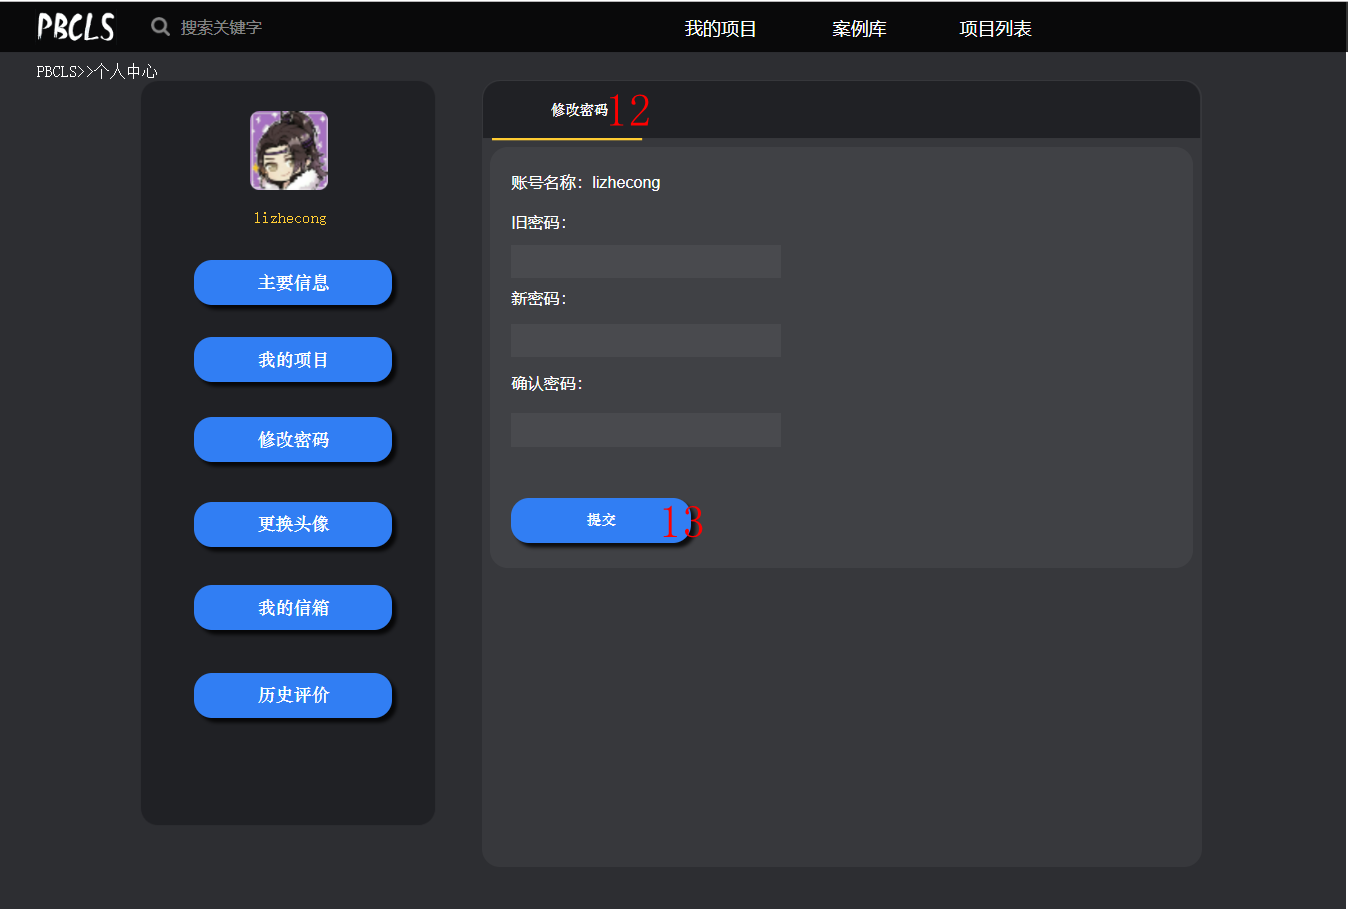 PBCLS 搜索关键字 我的项目 案例库 项目列表
PBCLS>>个人中心
lizhecong
主要信息
我的项目
修改密码
更换头像
我的信箱
历史评价
修改密码 12
账号名称：lizhecong
旧密码：
新密码：
确认密码：
提交 13